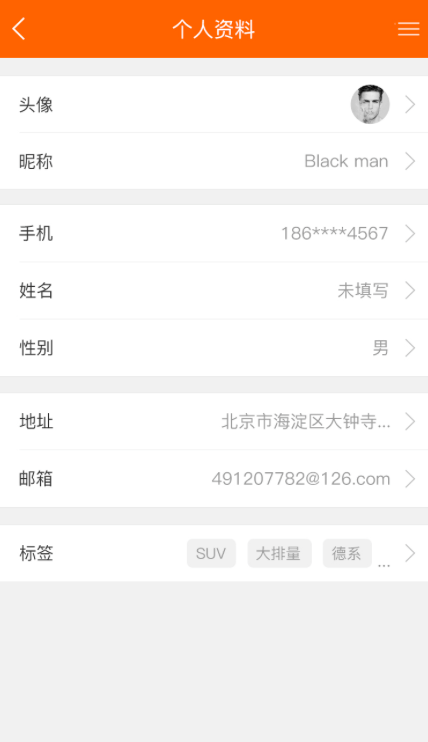 个人资料
头像
昵称 Black man
手机 186****4567
姓名 未填写
性别 男
地址 北京市海淀区大钟寺...
邮箱 491207782@126.com
标签 SUV 大排量 德系 ...